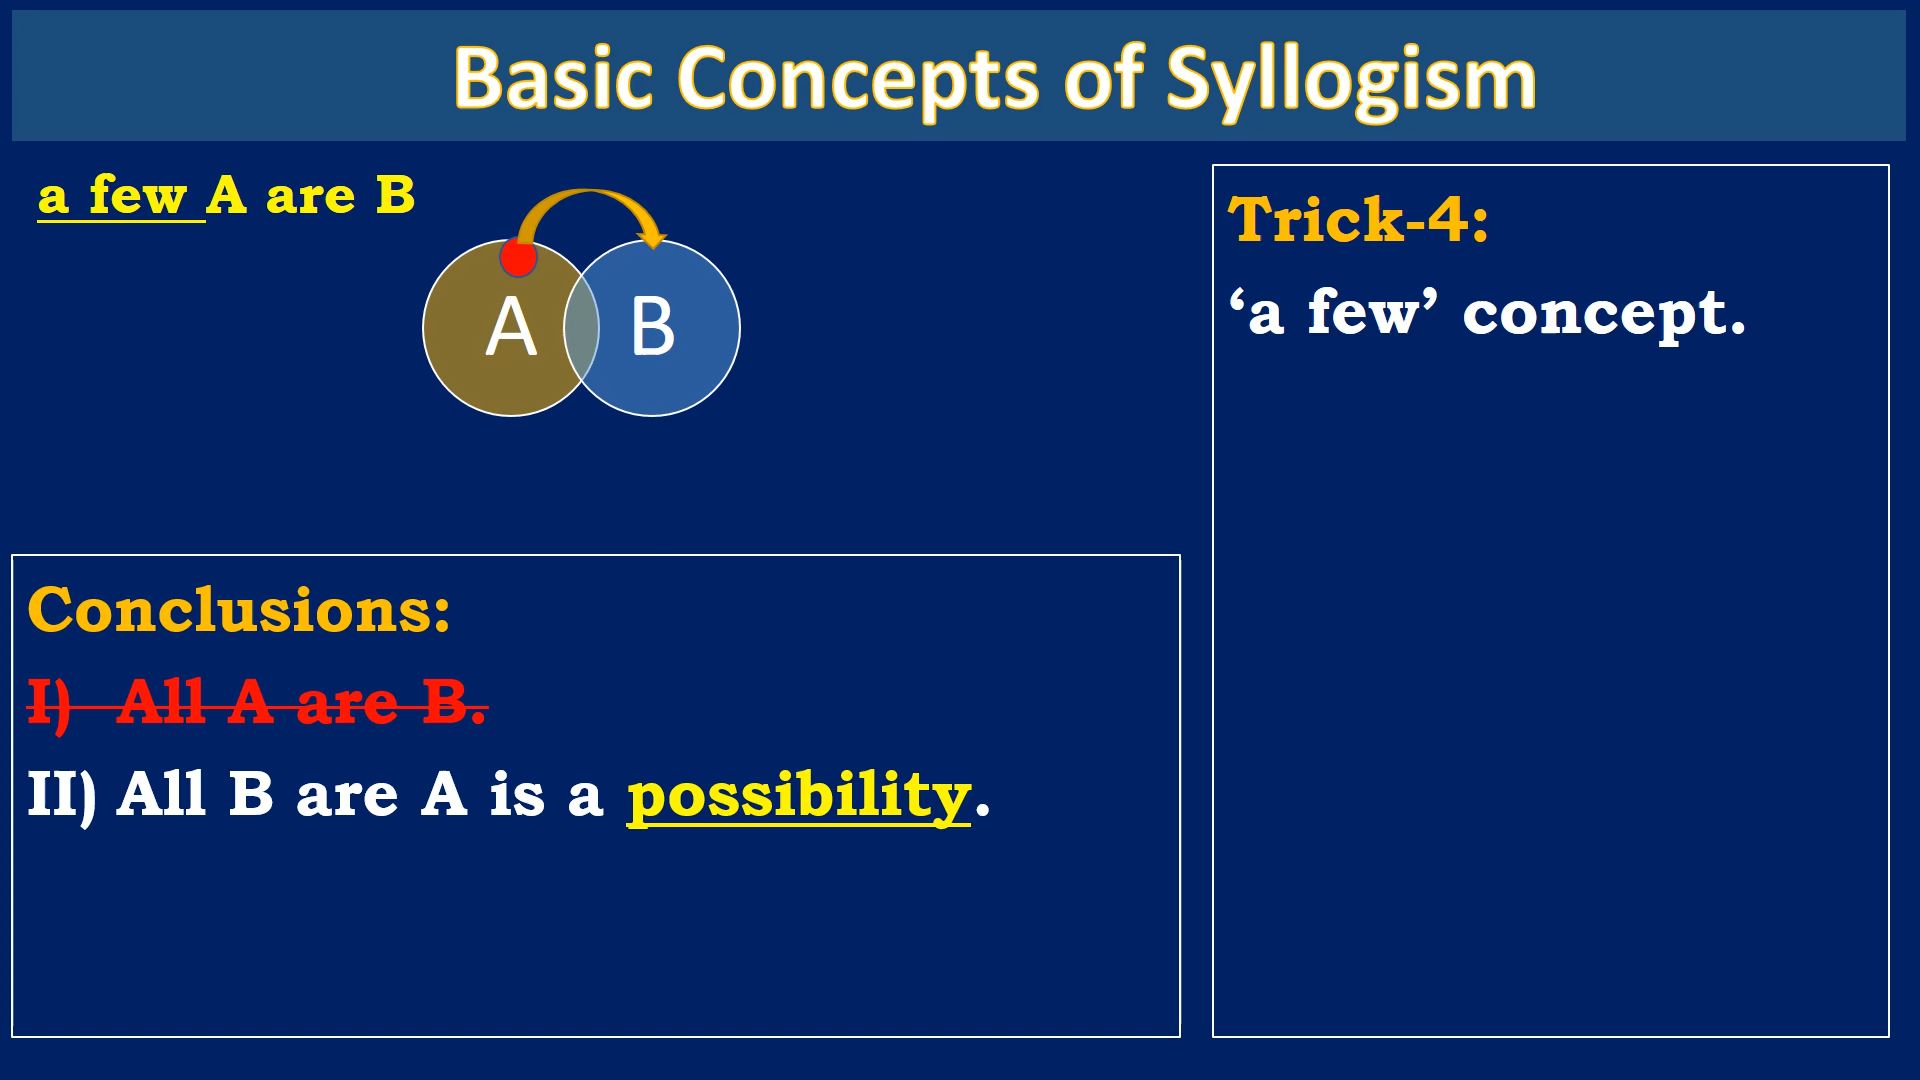 Basic Concepts of Syllogism
a few A are B
A B
Conclusions:
I) All A are B.
II) All B are A is a possibility.
Trick-4:
‘a few’ concept.